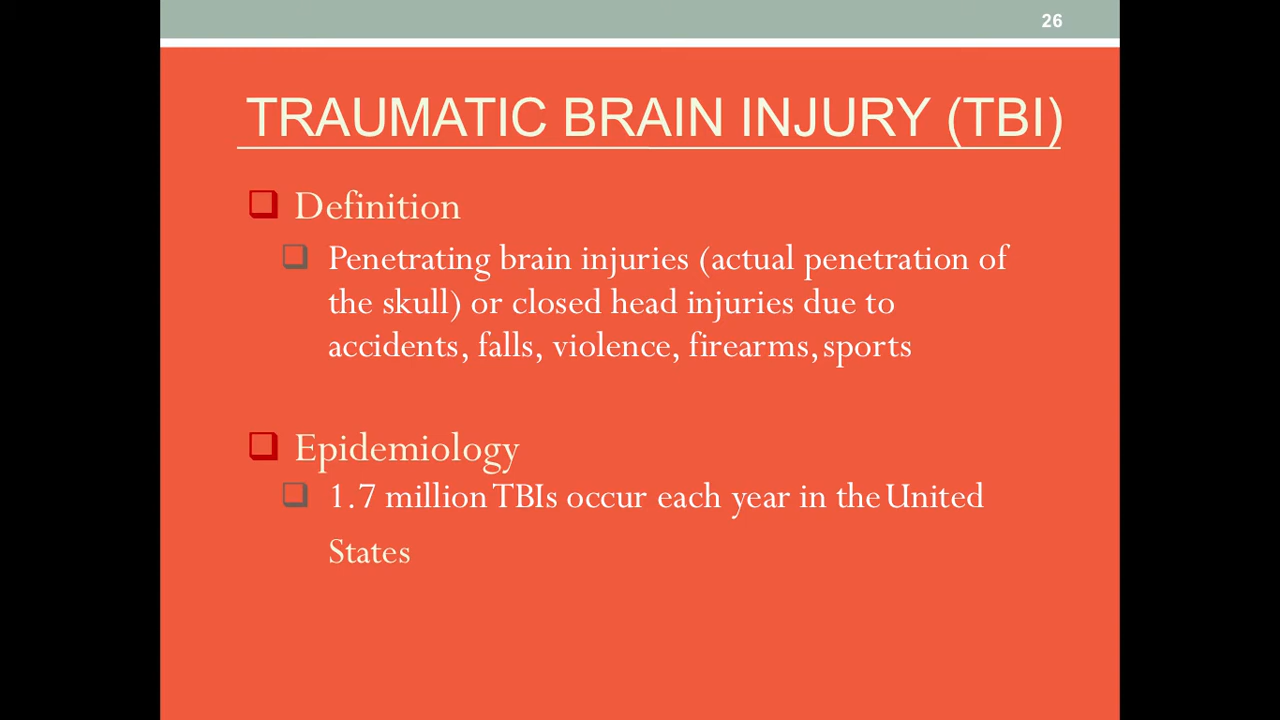 26
TRAUMATIC BRAIN INJURY (TBI)
Definition
Penetrating brain injuries (actual penetration of
the skull) or closed head injuries due to
accidents, falls, violence, firearms, sports
Epidemiology
1.7 million TBIs occur each year in the United
States